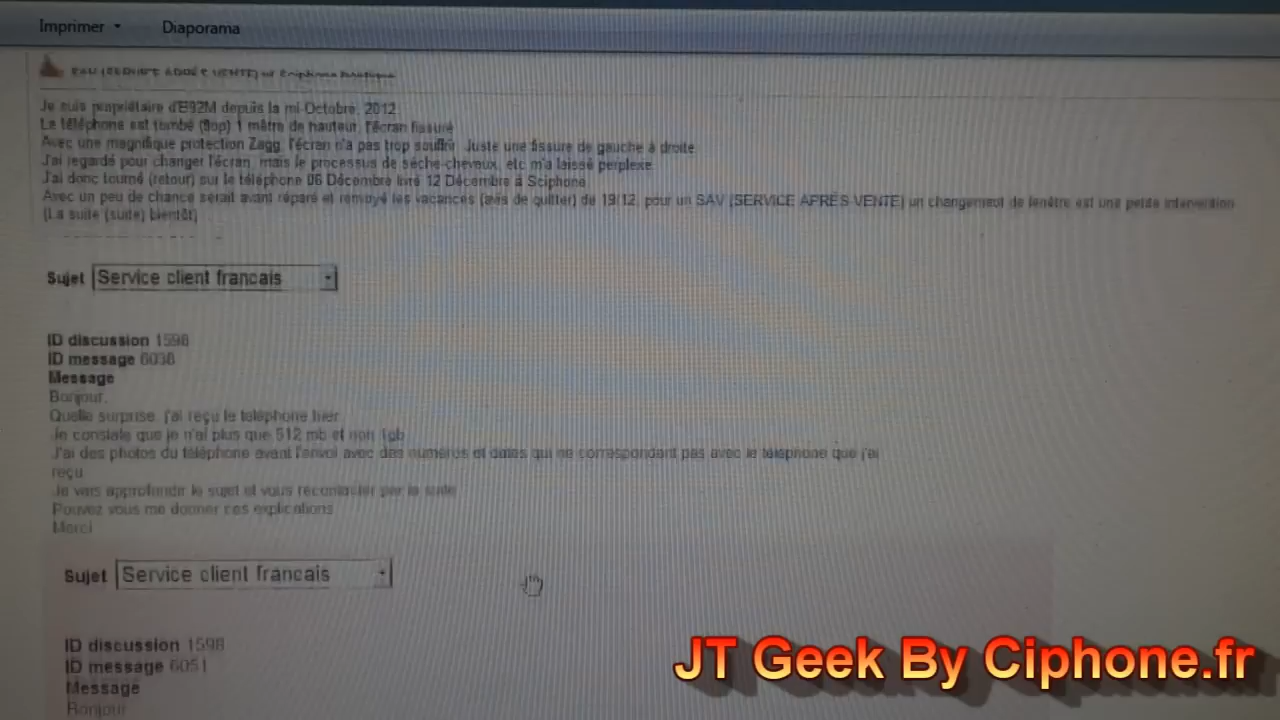 Imprimer Diaporama
SAV (SERVICE APRÈS VENTE) Sciphone
Je suis propriétaire d'E92M depuis la mi-Octobre, 2012.
Le téléphone est tombé (flop) 1 mètre de hauteur, l'écran fissuré
Avec une magnifique protection Zagg, l'écran n'a pas trop souffrir. Juste une fissure de gauche à droite.
J'ai regardé pour changer l'écran, mais le processus de sèche-cheveux, etc m'a laissé perplexe.
J'ai donc tourné (retour) sur le téléphone 06 Décembre livré 12 Décembre à Sciphone
Avec un peu de chance serait avant réparé et renvoyé les vacances (avis de quitter) de 19/12, pour un SAV (SERVICE APRÈS VENTE) un changement de fenêtre est une petite intervention
(La suite (suite) bientôt)
Sujet Service client francais
ID discussion 1598
ID message 6038
Message
Bonjour,
Quelle surprise, j'ai reçu le téléphone hier.
Je constate que je n'ai plus que 512 mb et non 1gb
J'ai des photos du téléphone avant l'envoi avec des numéros et dates qui ne correspondant pas avec le téléphone que j'ai
reçu.
Je vais approfondir le sujet et vous recontacter par la suite
Pouvez vous me donner ces explications
Merci
Sujet Service client francais
ID discussion 1598
ID message 6051
Message
Bonjour
JT Geek By Ciphone.fr